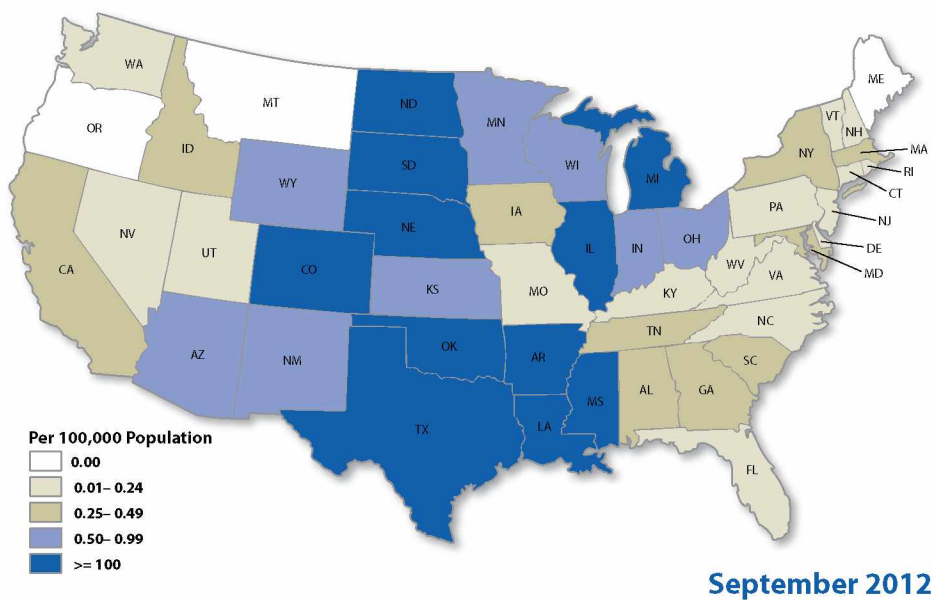 WA
MT
ND
MN
ME
VT
NH
OR
ID
SD
WI
NY
MA
RI
CT
WY
MI
IA
NE
PA
NJ
NV
UT
CO
IL
IN
OH
DE
MD
CA
KS
MO
WV
VA
KY
NC
AZ
NM
OK
AR
TN
SC
MS
AL
GA
TX
LA
FL
Per 100,000 Population
0.00
0.01– 0.24
0.25– 0.49
0.50– 0.99
>= 100
September 2012